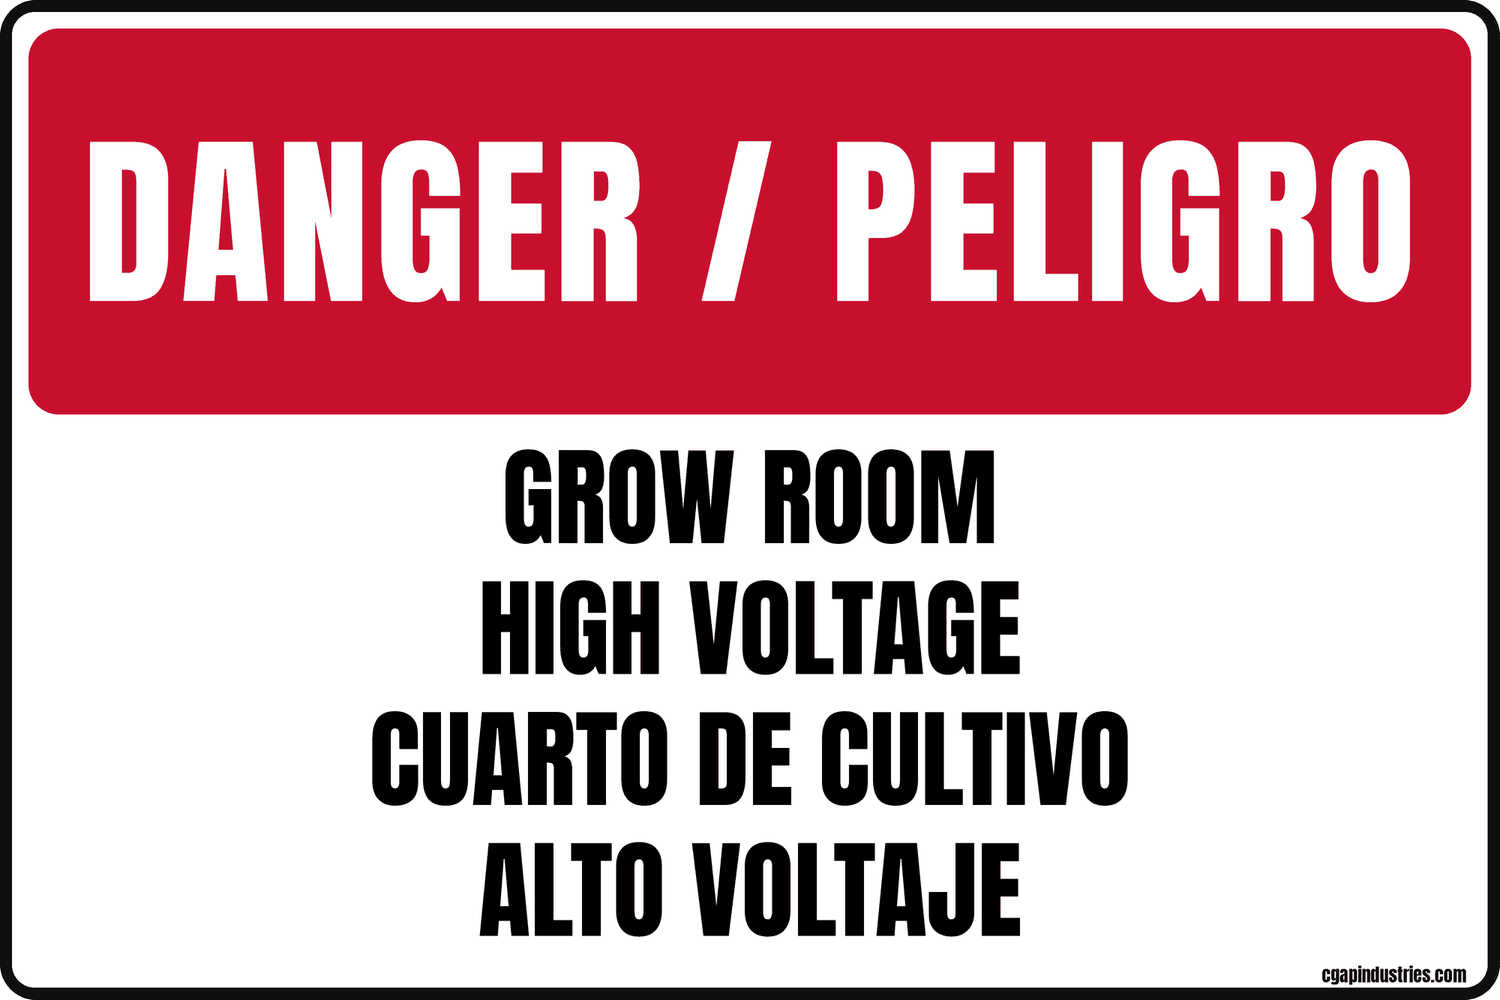 DANGER / PELIGRO
GROW ROOM
HIGH VOLTAGE
CUARTO DE CULTIVO
ALTO VOLTAJE
cgapindustries.com